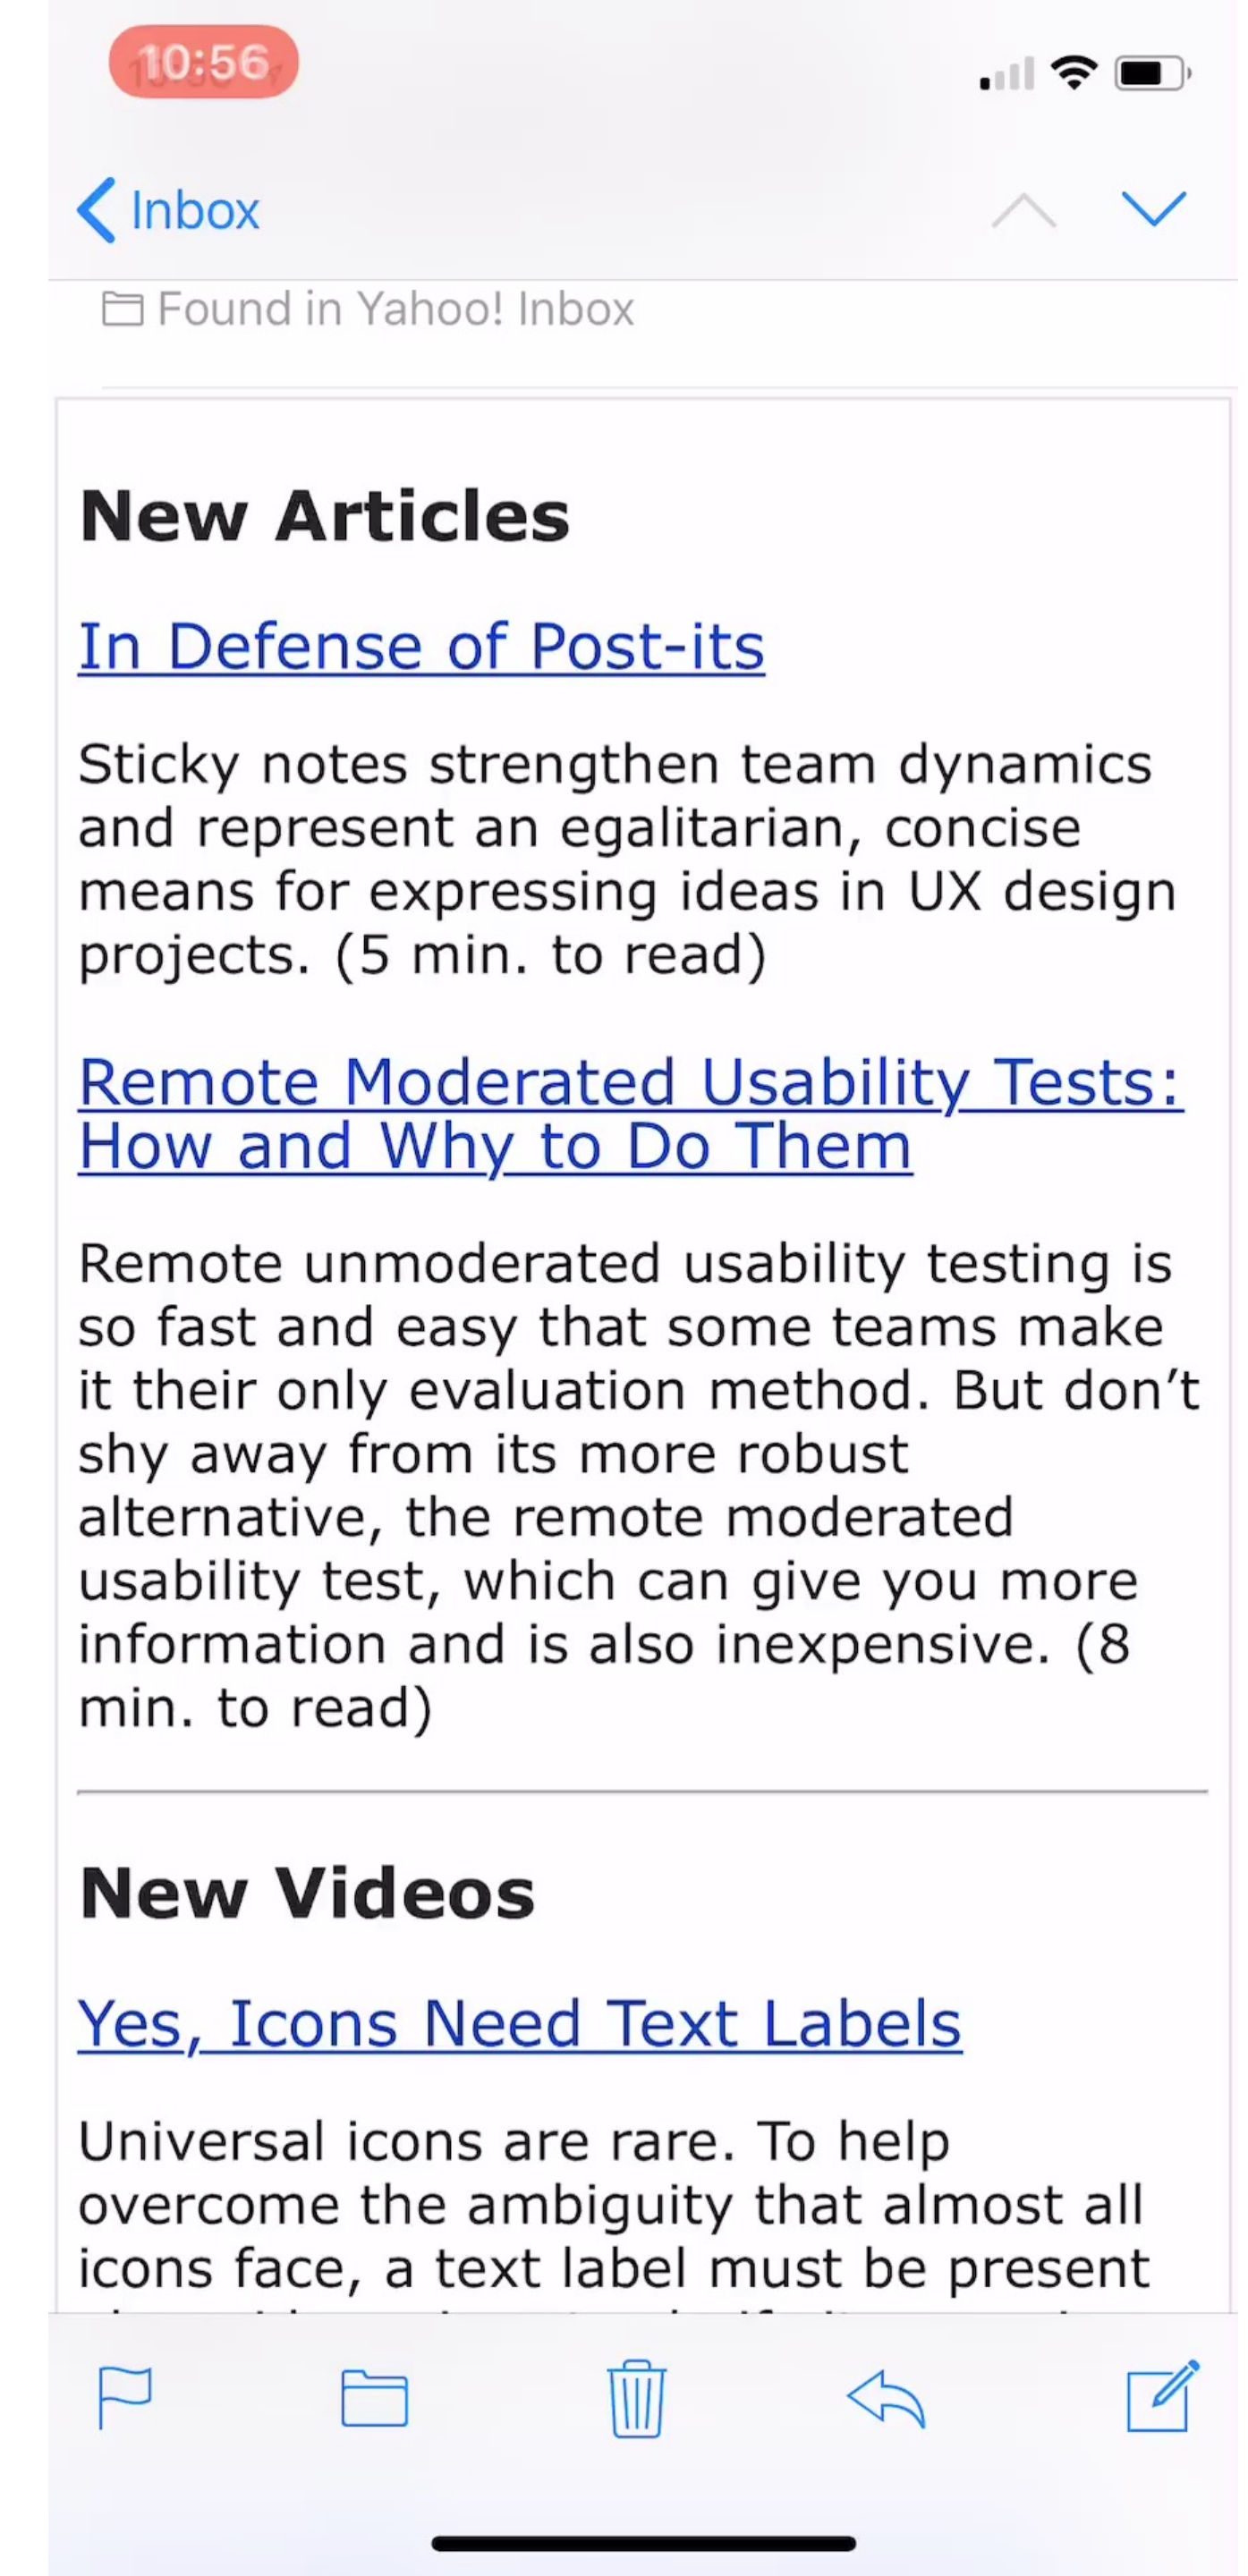 10:56
Inbox
Found in Yahoo! Inbox
New Articles
In Defense of Post-its
Sticky notes strengthen team dynamics
and represent an egalitarian, concise
means for expressing ideas in UX design
projects. (5 min. to read)
Remote Moderated Usability Tests:
How and Why to Do Them
Remote unmoderated usability testing is
so fast and easy that some teams make
it their only evaluation method. But don’t
shy away from its more robust
alternative, the remote moderated
usability test, which can give you more
information and is also inexpensive. (8
min. to read)
New Videos
Yes, Icons Need Text Labels
Universal icons are rare. To help
overcome the ambiguity that almost all
icons face, a text label must be present